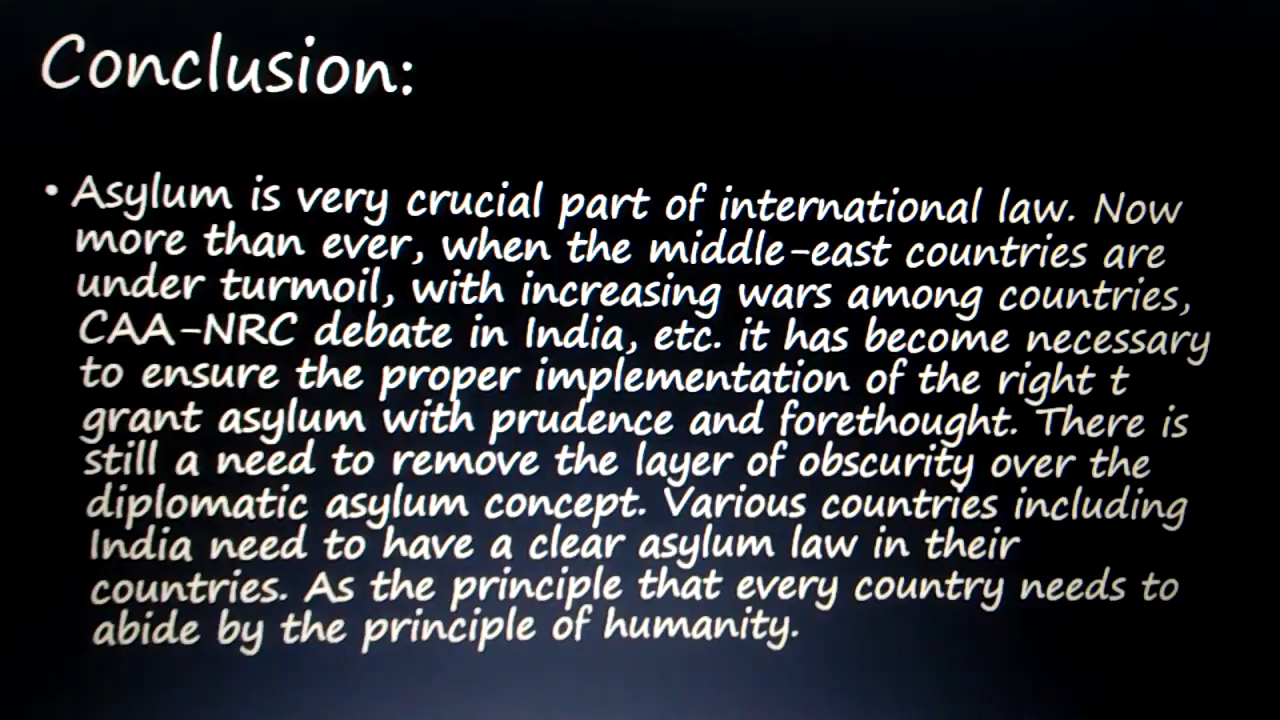 Conclusion:
• Asylum is very crucial part of international law. Now
more than ever, when the middle-east countries are
under turmoil, with increasing wars among countries,
CAA-NRC debate in India, etc. it has become necessary
to ensure the proper implementation of the right t
grant asylum with prudence and forethought. There is
still a need to remove the layer of obscurity over the
diplomatic asylum concept. Various countries including
India need to have a clear asylum law in their
countries. As the principle that every country needs to
abide by the principle of humanity.